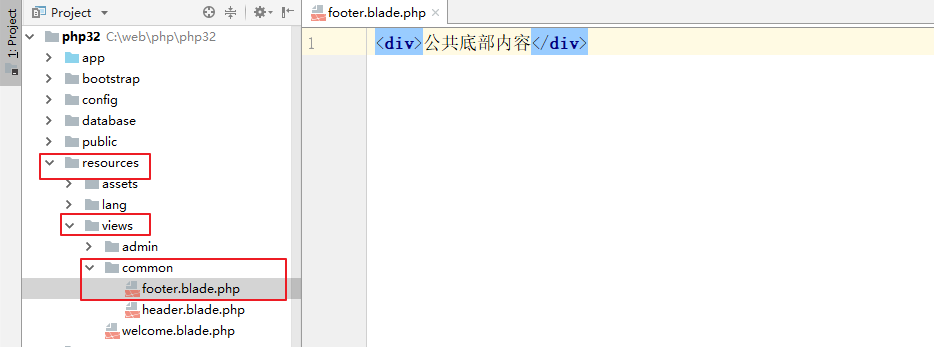 1: Project
Project
php32 C:\web\php\php32
app
bootstrap
config
database
public
resources
assets
lang
views
admin
common
footer.blade.php
header.blade.php
welcome.blade.php
footer.blade.php
1 <div>公共底部内容</div>